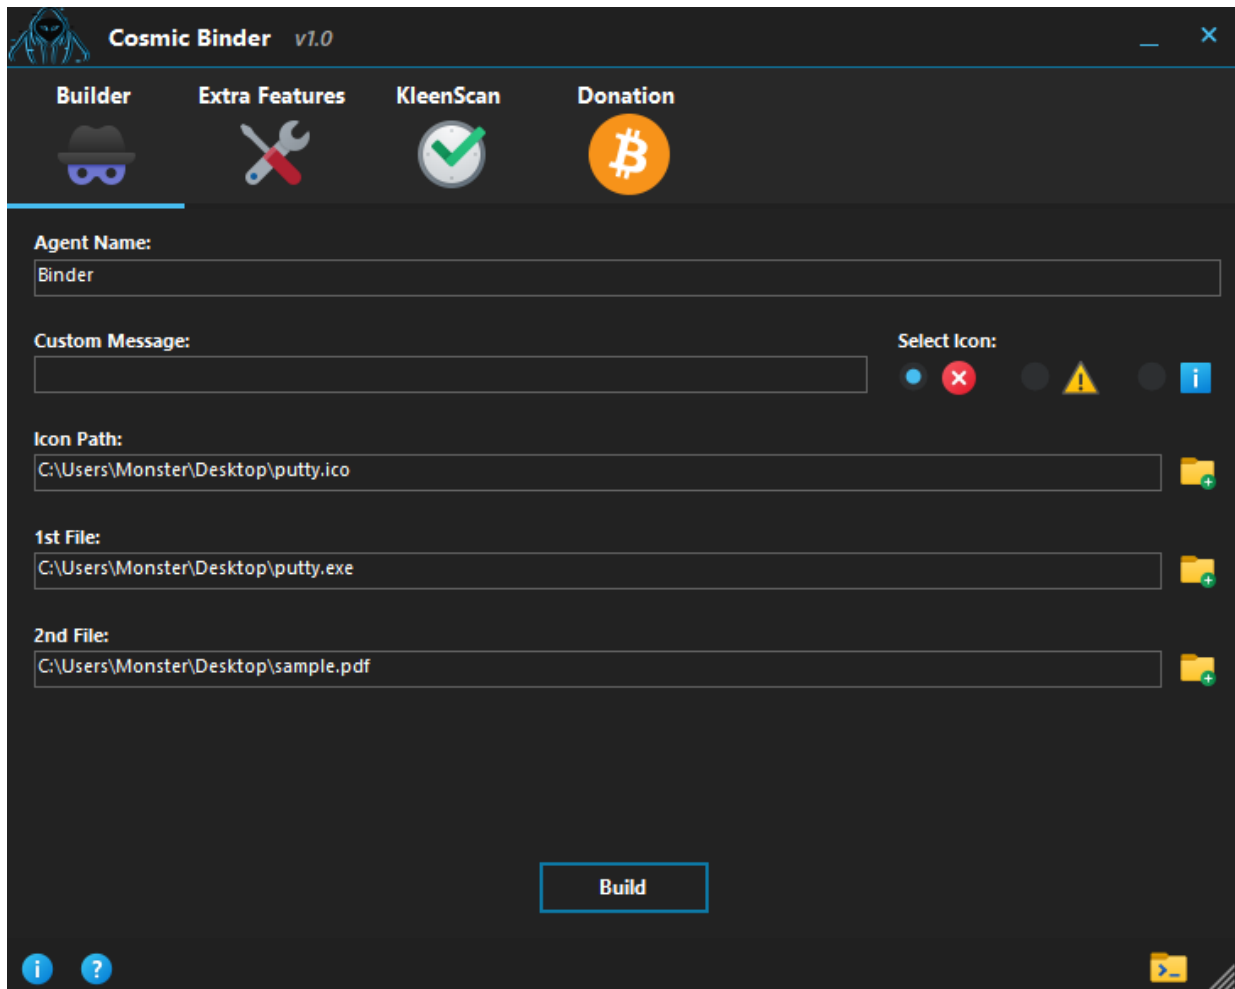 Cosmic Binder v1.0
Builder Extra Features KleenScan Donation
Agent Name:
Binder
Custom Message: Select Icon:
Icon Path:
C:\Users\Monster\Desktop\putty.ico
1st File:
C:\Users\Monster\Desktop\putty.exe
2nd File:
C:\Users\Monster\Desktop\sample.pdf
Build